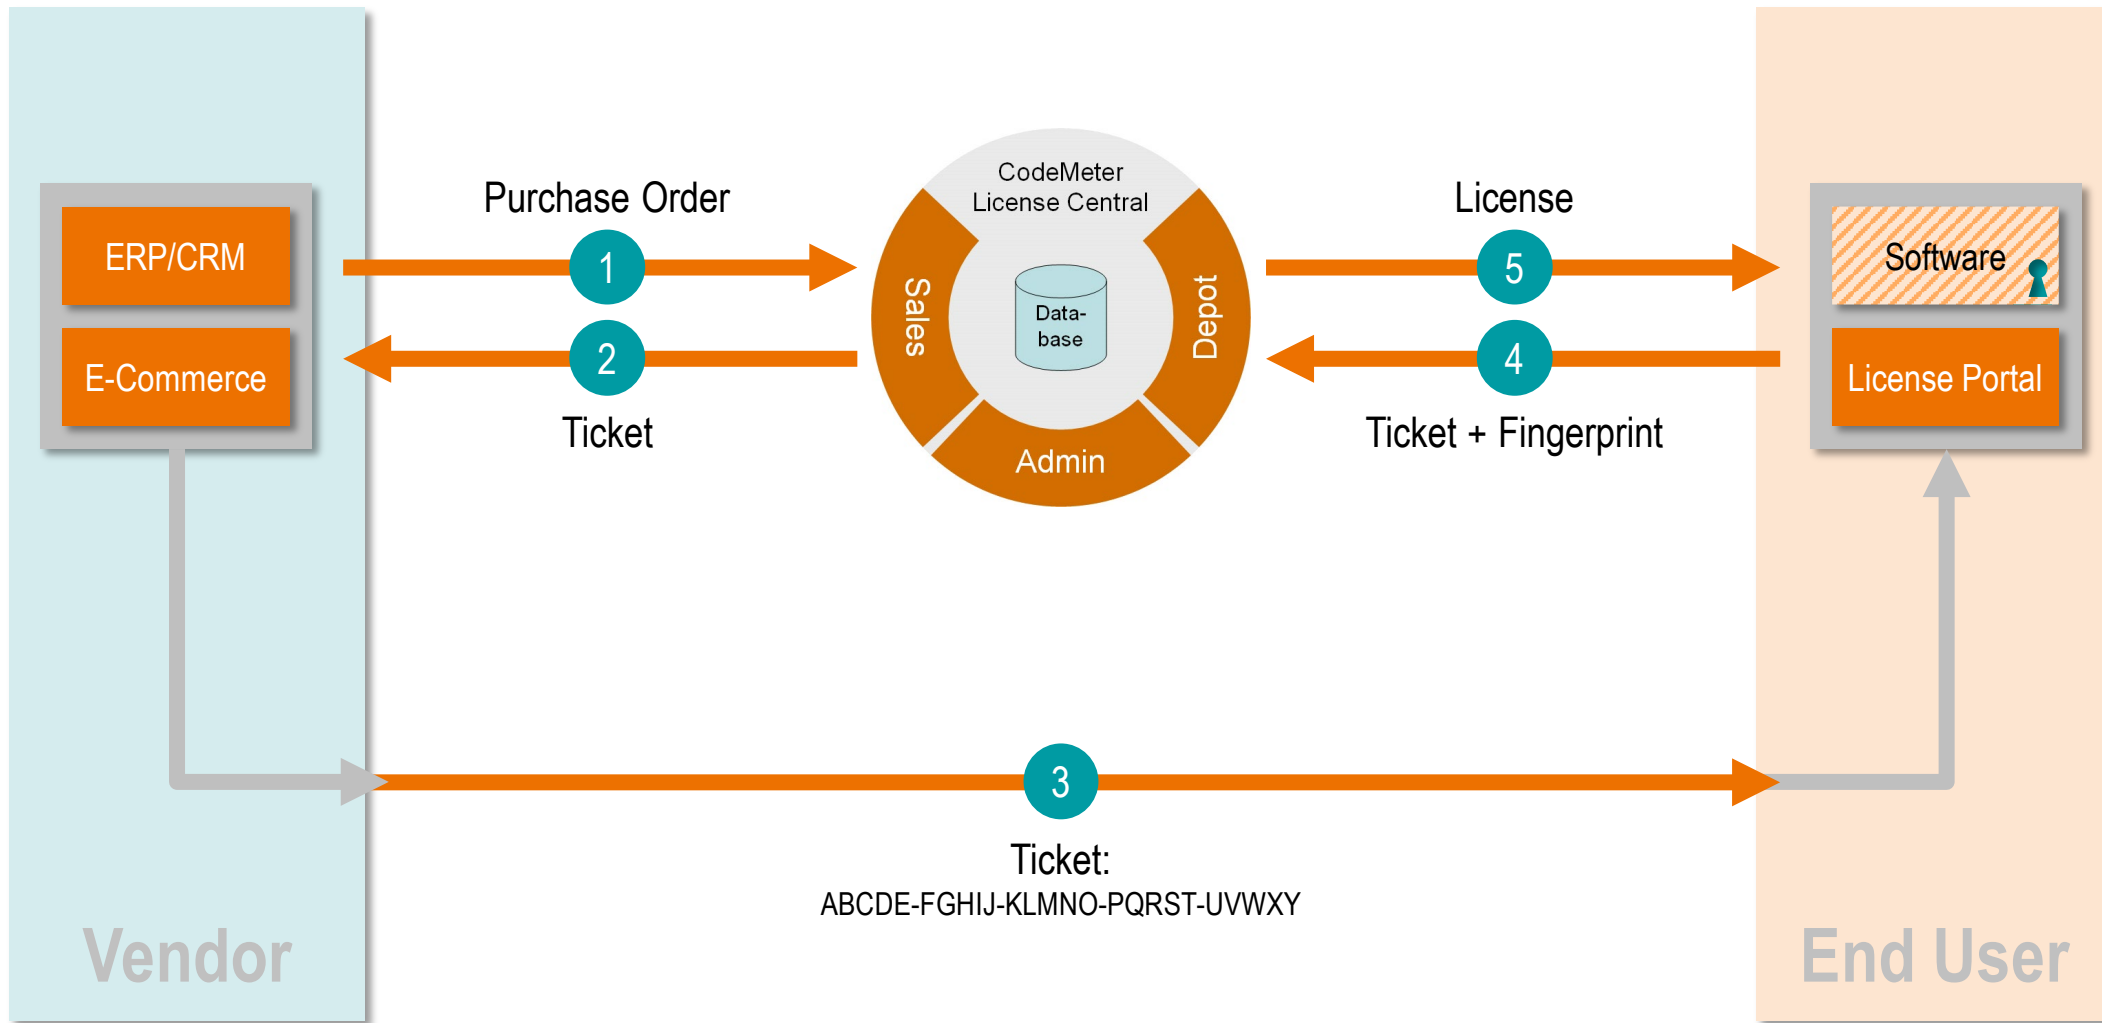 CodeMeter
License Central
Purchase Order
License
ERP/CRM
1
5
Software
Sales
Data-
base
Depot
E-Commerce
2
4
License Portal
Ticket
Ticket + Fingerprint
Admin
3
Ticket:
ABCDE-FGHIJ-KLMNO-PQRST-UVWXY
Vendor
End User